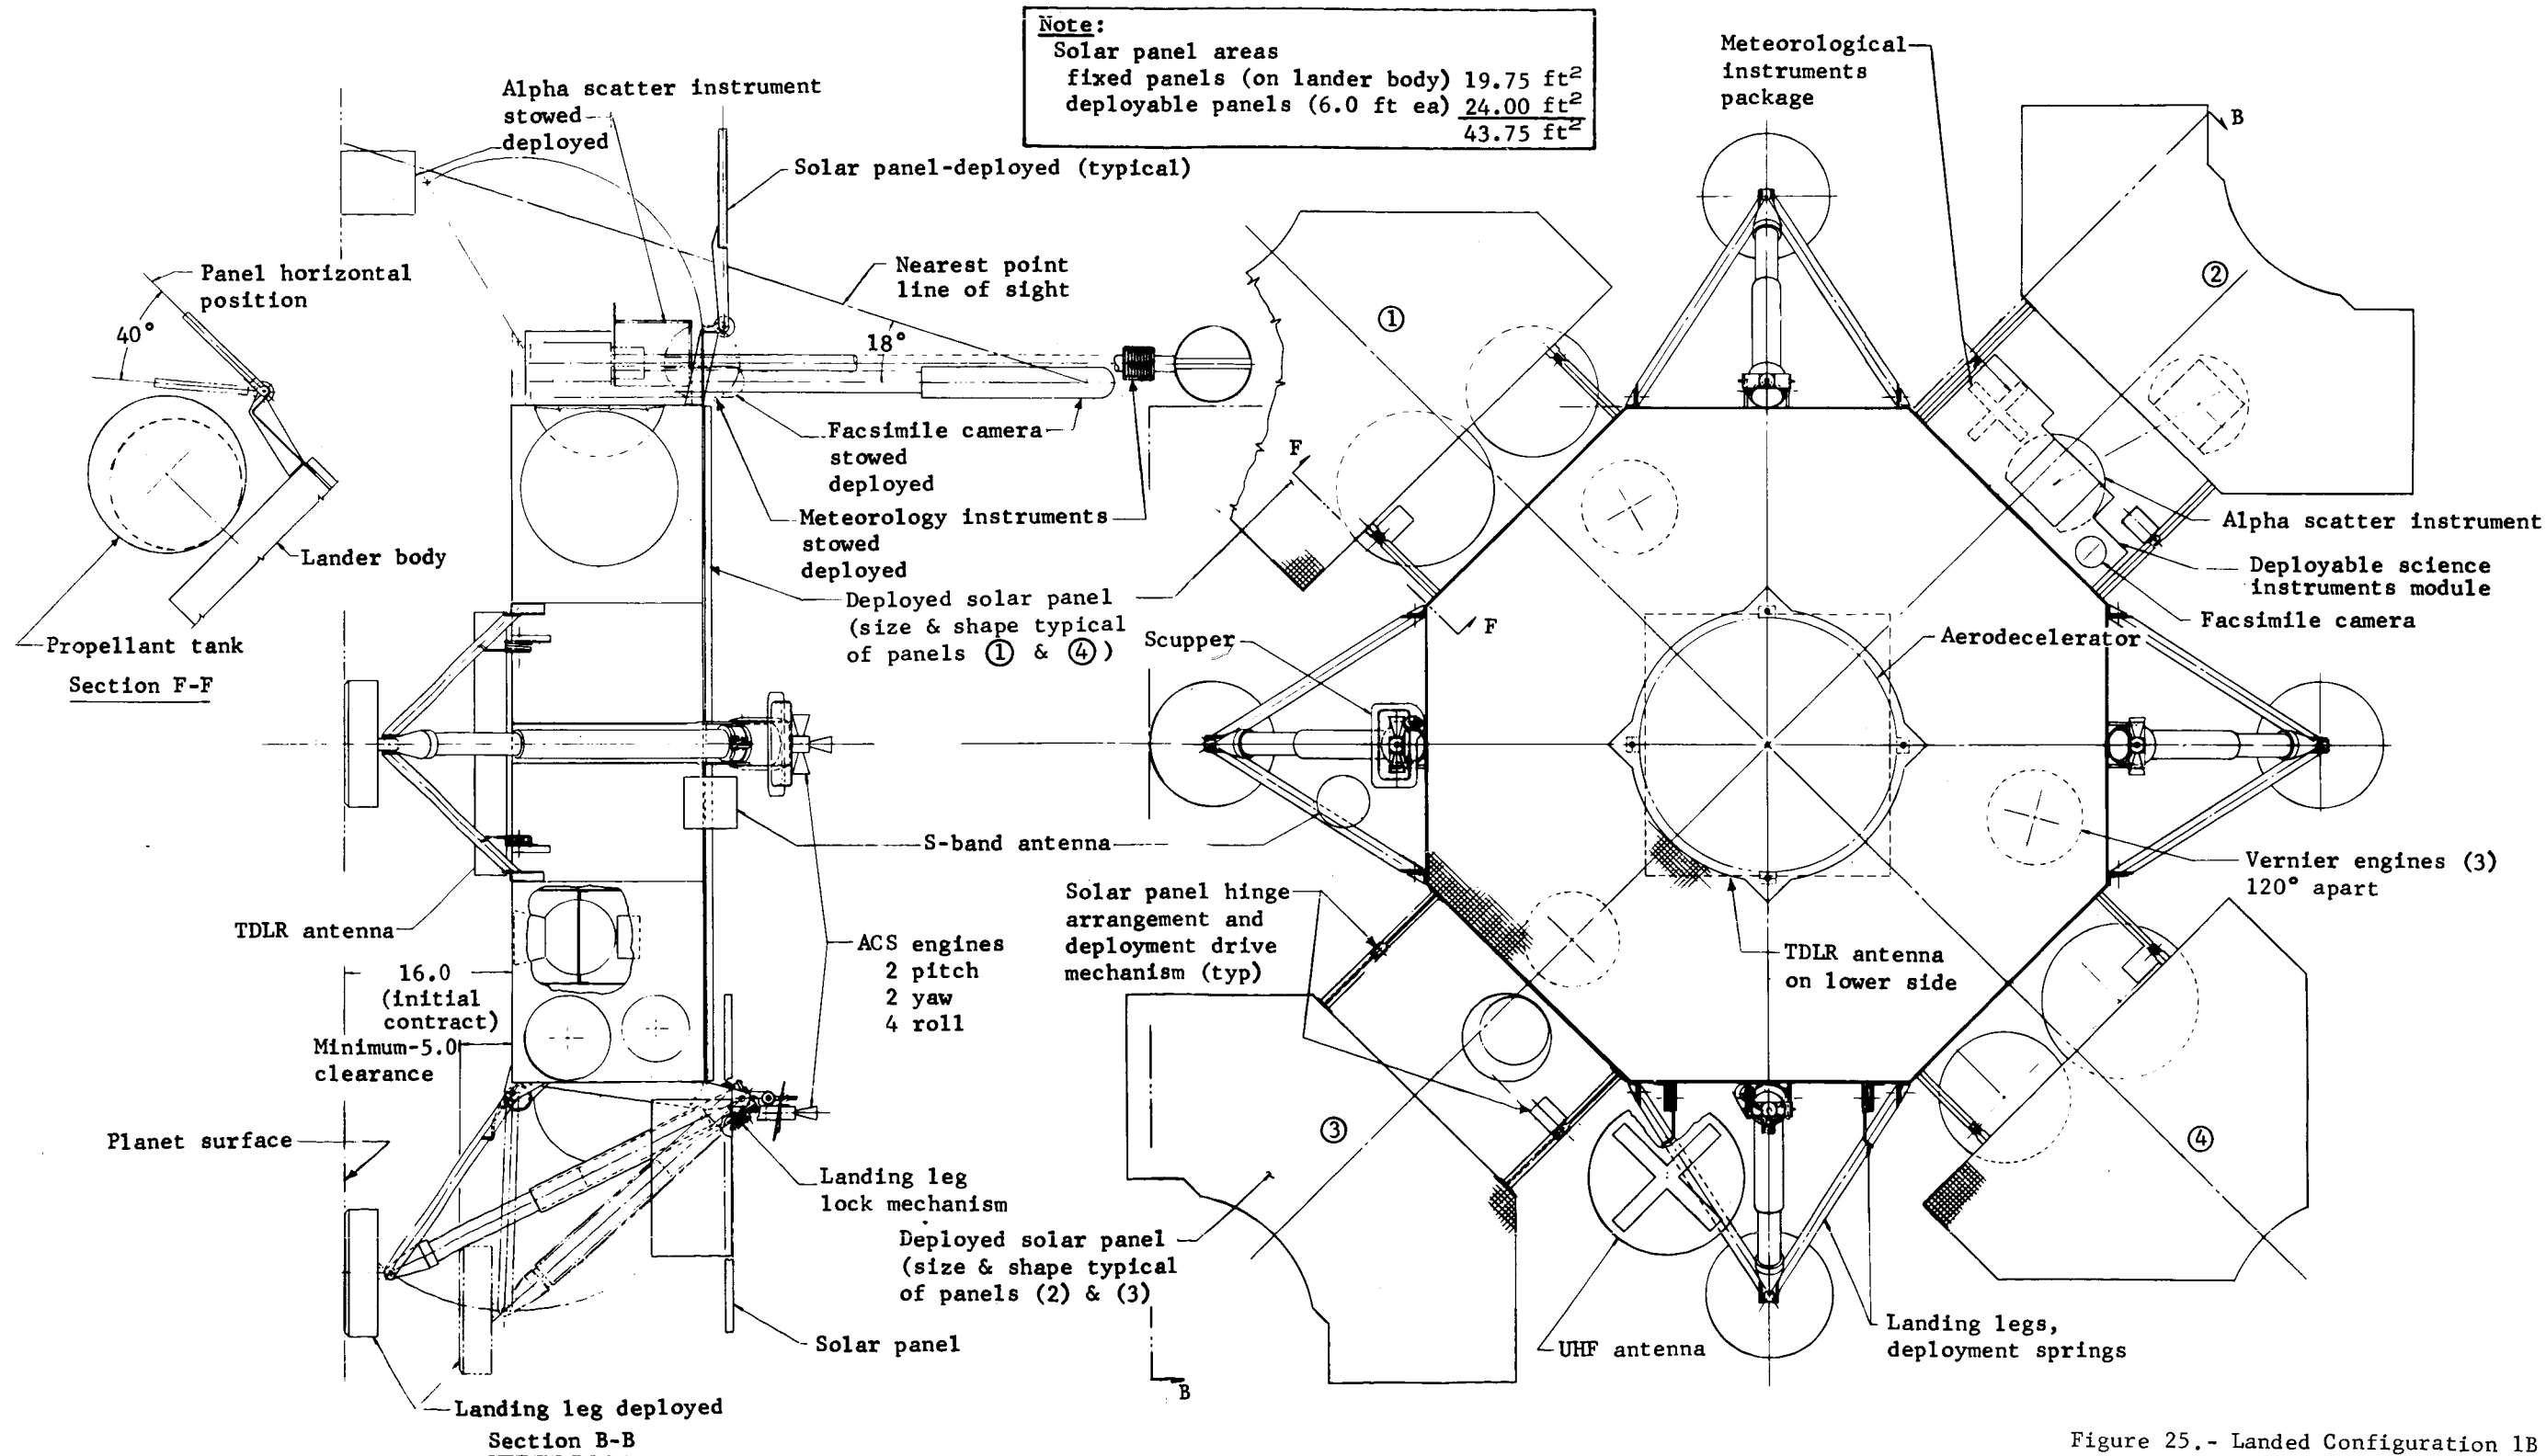 Note:
Solar panel areas
fixed panels (on lander body) 19.75 ft²
deployable panels (6.0 ft ea) 24.00 ft²
43.75 ft²
Alpha scatter instrument
stowed
deployed
Solar panel-deployed (typical)
Nearest point
line of sight
18°
Panel horizontal
position
40°
Lander body
Propellant tank
Section F-F
Facsimile camera
stowed
deployed
Meteorology instruments
stowed
deployed
Deployed solar panel
(size & shape typical
of panels ① & ④)
S-band antenna
TDLR antenna
16.0
(initial
contract)
Minimum-5.0
clearance
ACS engines
2 pitch
2 yaw
4 roll
Planet surface
Landing leg
lock mechanism
Deployed solar panel
(size & shape typical
of panels (2) & (3)
Solar panel
Landing leg deployed
Section B-B
Meteorological
instruments
package
B
①
②
F
F
Scupper
Alpha scatter instrument
Deployable science
instruments module
Facsimile camera
Aerodecelerator
Vernier engines (3)
120° apart
Solar panel hinge
arrangement and
deployment drive
mechanism (typ)
TDLR antenna
on lower side
③
④
UHF antenna
Landing legs,
deployment springs
B
Figure 25.- Landed Configuration 1B